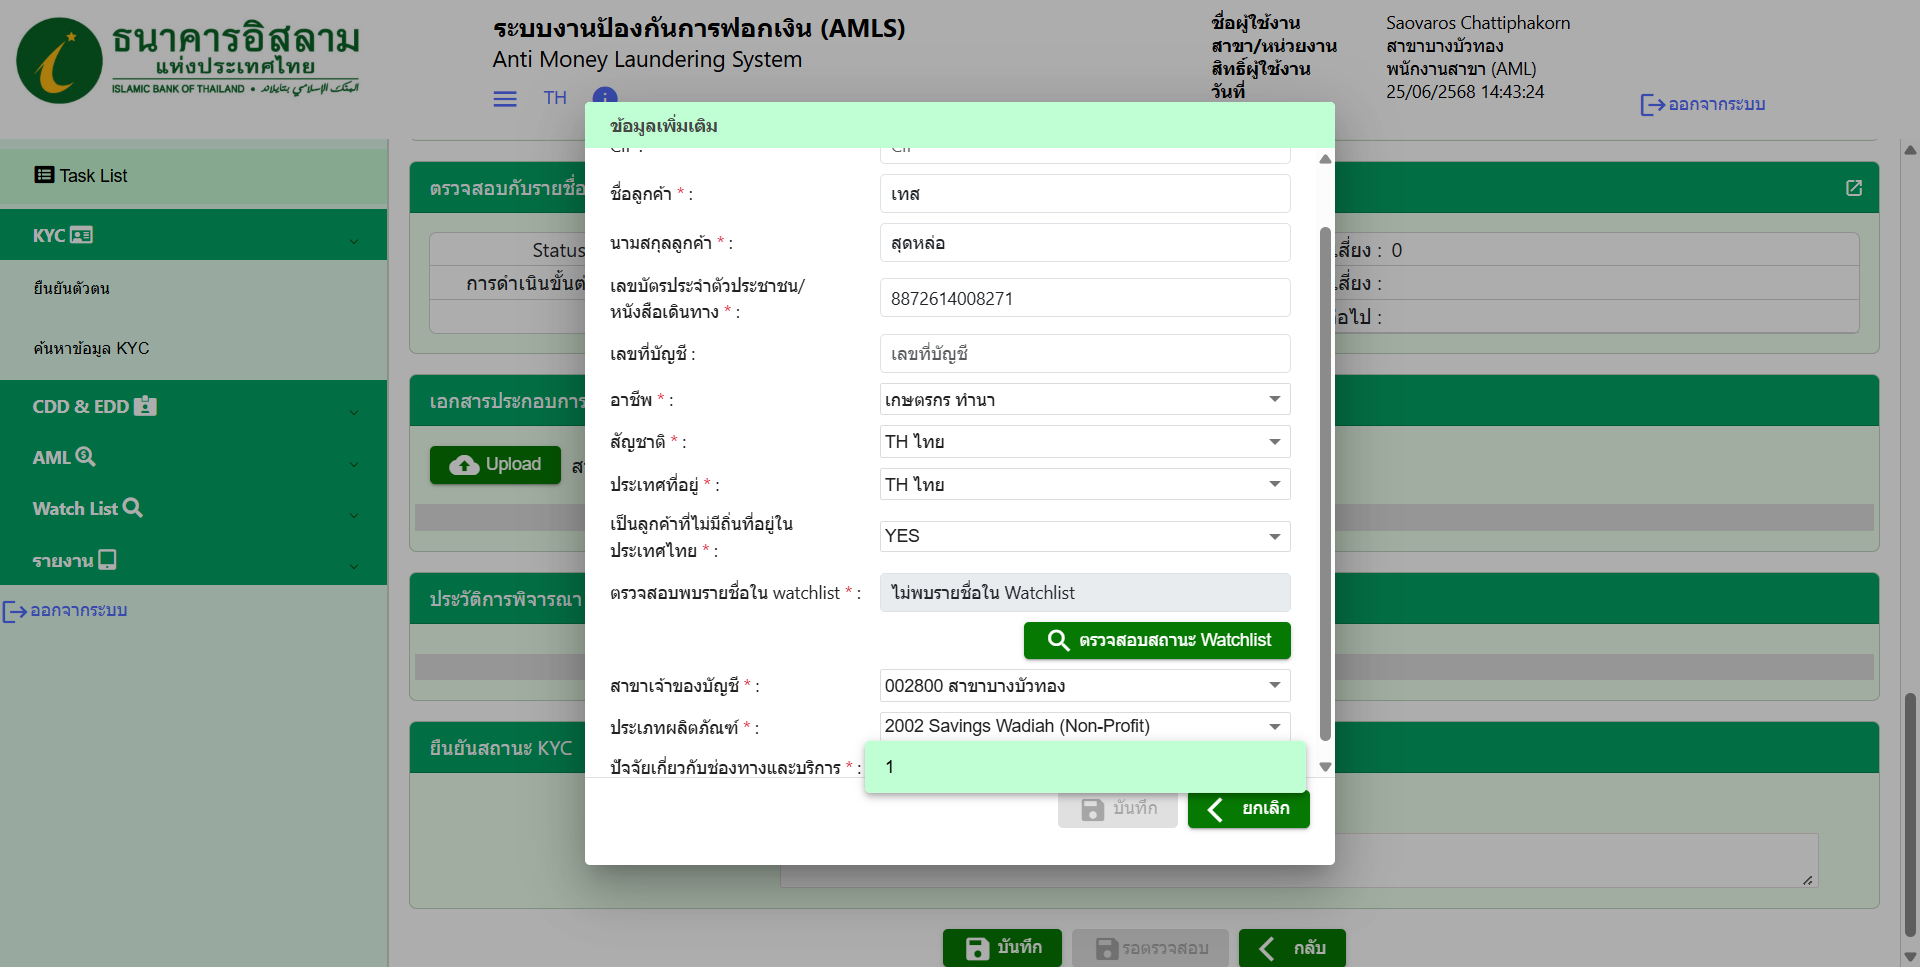 ธนาคารอิสลาม
แห่งประเทศไทย
ISLAMIC BANK OF THAILAND •
ระบบงานป้องกันการฟอกเงิน (AMLS)
Anti Money Laundering System
TH
ชื่อผู้ใช้งาน Saovaros Chattiphakorn
สาขา/หน่วยงาน สาขาบางบัวทอง
สิทธิ์ผู้ใช้งาน พนักงานสาขา (AML)
วันที่ 25/06/2568 14:43:24
ออกจากระบบ
Task List
KYC
ยืนยันตัวตน
ค้นหาข้อมูล KYC
CDD & EDD
AML
Watch List
รายงาน
ออกจากระบบ
ตรวจสอบกับรายชื่อ
Status
เสี่ยง : 0
การดำเนินขั้นต่
เสี่ยง :
อไป :
เอกสารประกอบการ
Upload
ประวัติการพิจารณา
ยืนยันสถานะ KYC
ข้อมูลเพิ่มเติม
CIF : CIF
ชื่อลูกค้า * : เทส
นามสกุลลูกค้า * : สุดหล่อ
เลขบัตรประจำตัวประชาชน/
หนังสือเดินทาง * : 8872614008271
เลขที่บัญชี : เลขที่บัญชี
อาชีพ * : เกษตรกร ทำนา
สัญชาติ * : TH ไทย
ประเทศที่อยู่ * : TH ไทย
เป็นลูกค้าที่ไม่มีถิ่นที่อยู่ใน
ประเทศไทย * : YES
ตรวจสอบพบรายชื่อใน watchlist * : ไม่พบรายชื่อใน Watchlist
ตรวจสอบสถานะ Watchlist
สาขาเจ้าของบัญชี * : 002800 สาขาบางบัวทอง
ประเภทผลิตภัณฑ์ * : 2002 Savings Wadiah (Non-Profit)
ปัจจัยเกี่ยวกับช่องทางและบริการ * : 1
บันทึก ยกเลิก
บันทึก รอตรวจสอบ กลับ